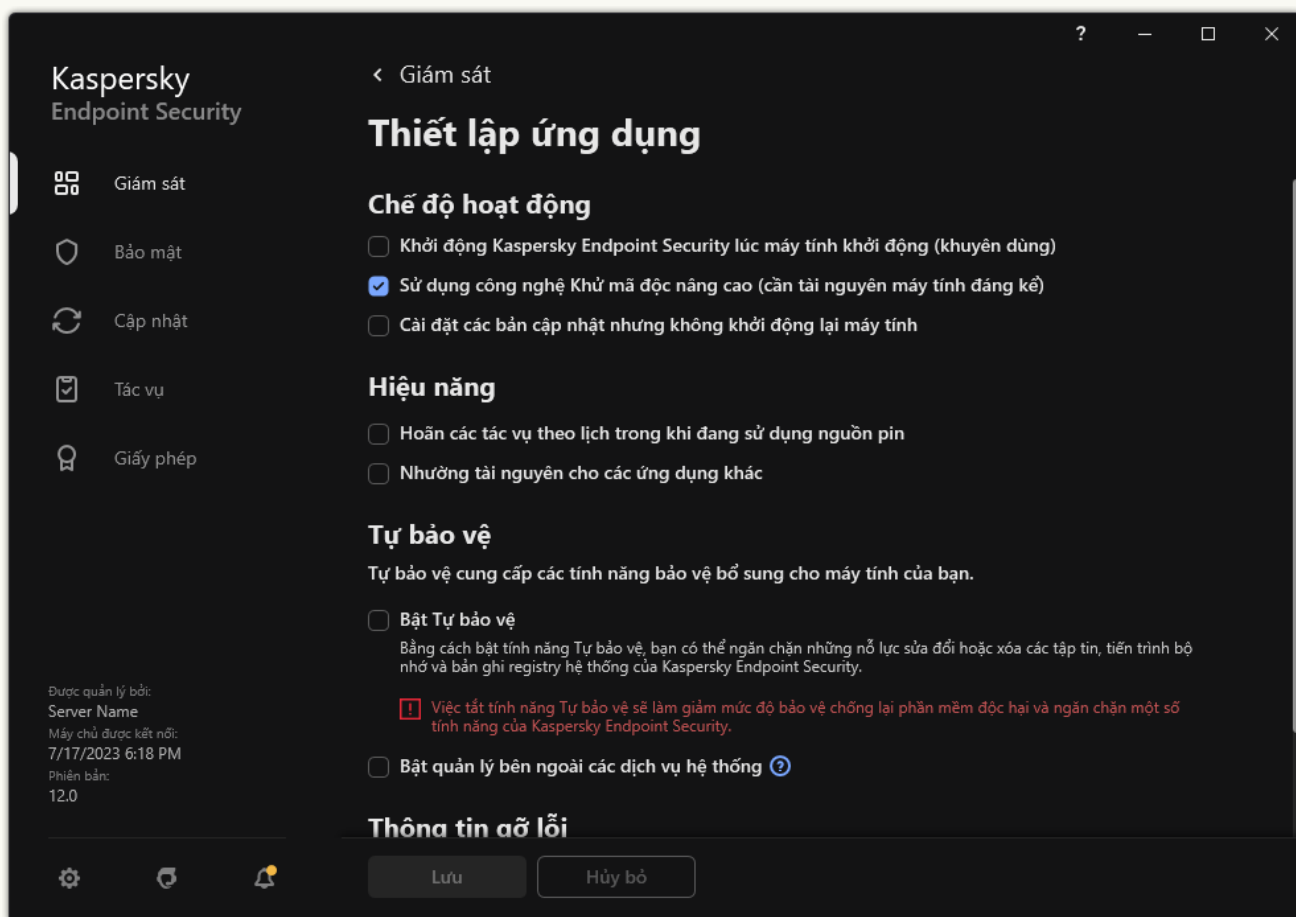 ?
Kaspersky
Endpoint Security
Giám sát
Bảo mật
Cập nhật
Tác vụ
Giấy phép
Được quản lý bởi:
Server Name
Máy chủ được kết nối:
7/17/2023 6:18 PM
Phiên bản:
12.0
Giám sát
Thiết lập ứng dụng
Chế độ hoạt động
Khởi động Kaspersky Endpoint Security lúc máy tính khởi động (khuyên dùng)
Sử dụng công nghệ Khử mã độc nâng cao (cần tài nguyên máy tính đáng kể)
Cài đặt các bản cập nhật nhưng không khởi động lại máy tính
Hiệu năng
Hoãn các tác vụ theo lịch trong khi đang sử dụng nguồn pin
Nhường tài nguyên cho các ứng dụng khác
Tự bảo vệ
Tự bảo vệ cung cấp các tính năng bảo vệ bổ sung cho máy tính của bạn.
Bật Tự bảo vệ
Bằng cách bật tính năng Tự bảo vệ, bạn có thể ngăn chặn những nỗ lực sửa đổi hoặc xóa các tập tin, tiến trình bộ
nhớ và bản ghi registry hệ thống của Kaspersky Endpoint Security.
! Việc tắt tính năng Tự bảo vệ sẽ làm giảm mức độ bảo vệ chống lại phần mềm độc hại và ngăn chặn một số
tính năng của Kaspersky Endpoint Security.
Bật quản lý bên ngoài các dịch vụ hệ thống ?
Thông tin gỡ lỗi
Lưu
Hủy bỏ